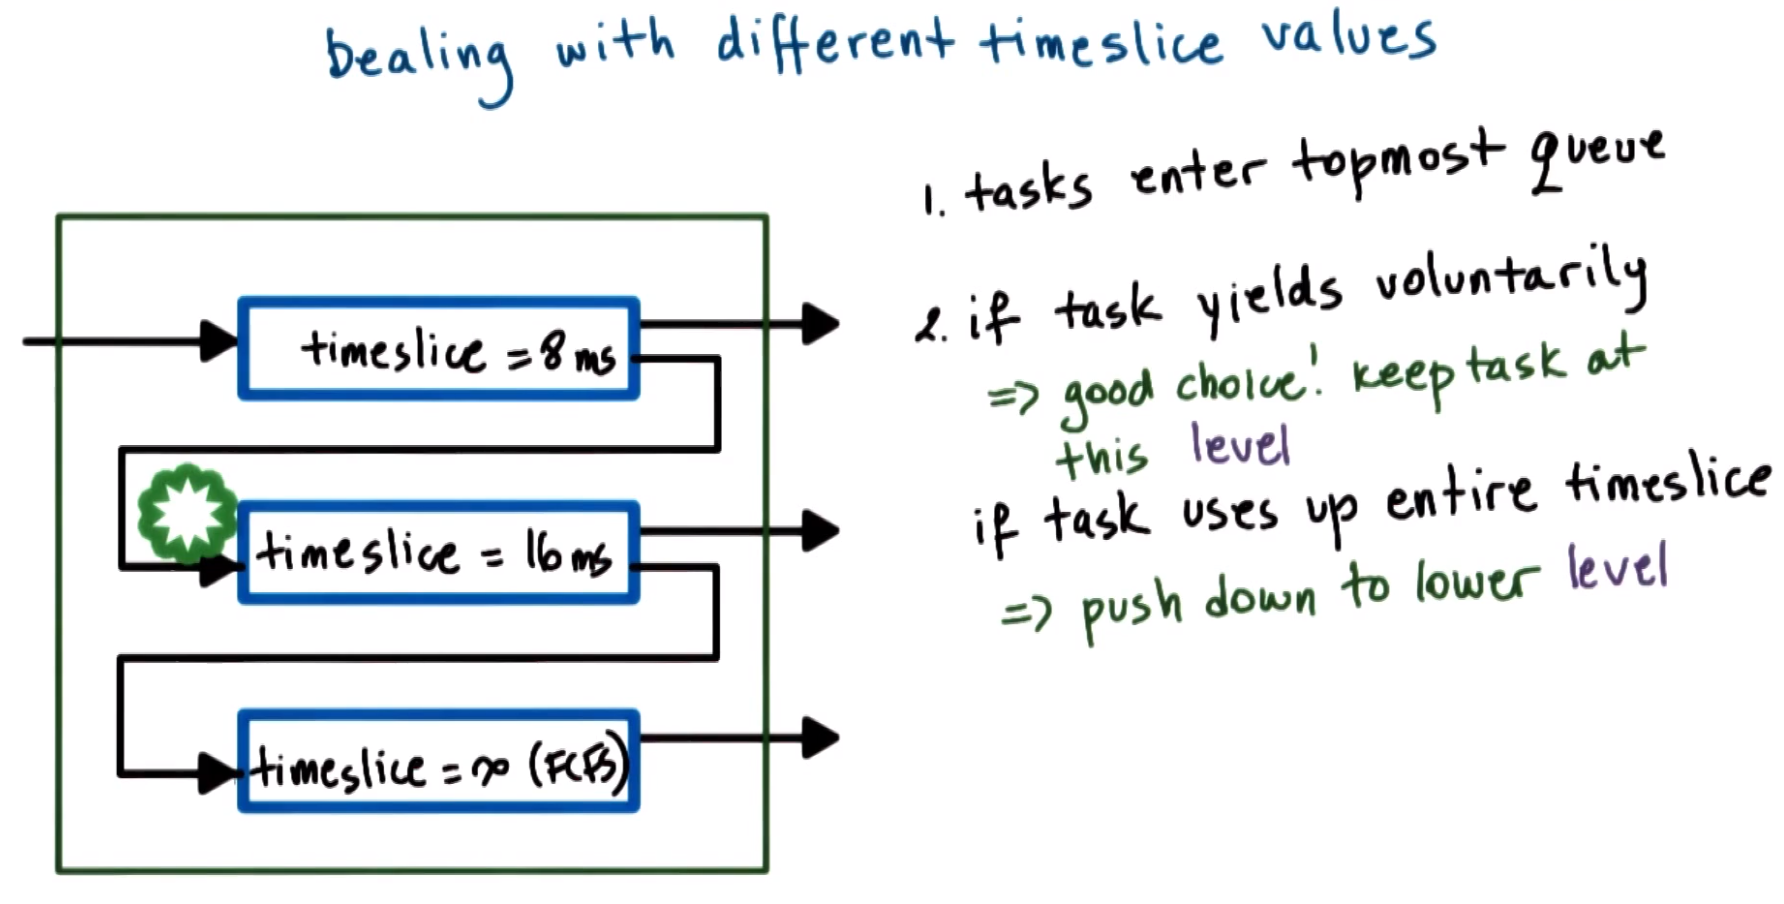 Dealing with different timeslice values
timeslice = 8 ms
timeslice = 16 ms
timeslice = ∞ (FCFS)
1. tasks enter topmost queue
2. if task yields voluntarily
=> good choice! keep task at
this level
if task uses up entire timeslice
=> push down to lower level